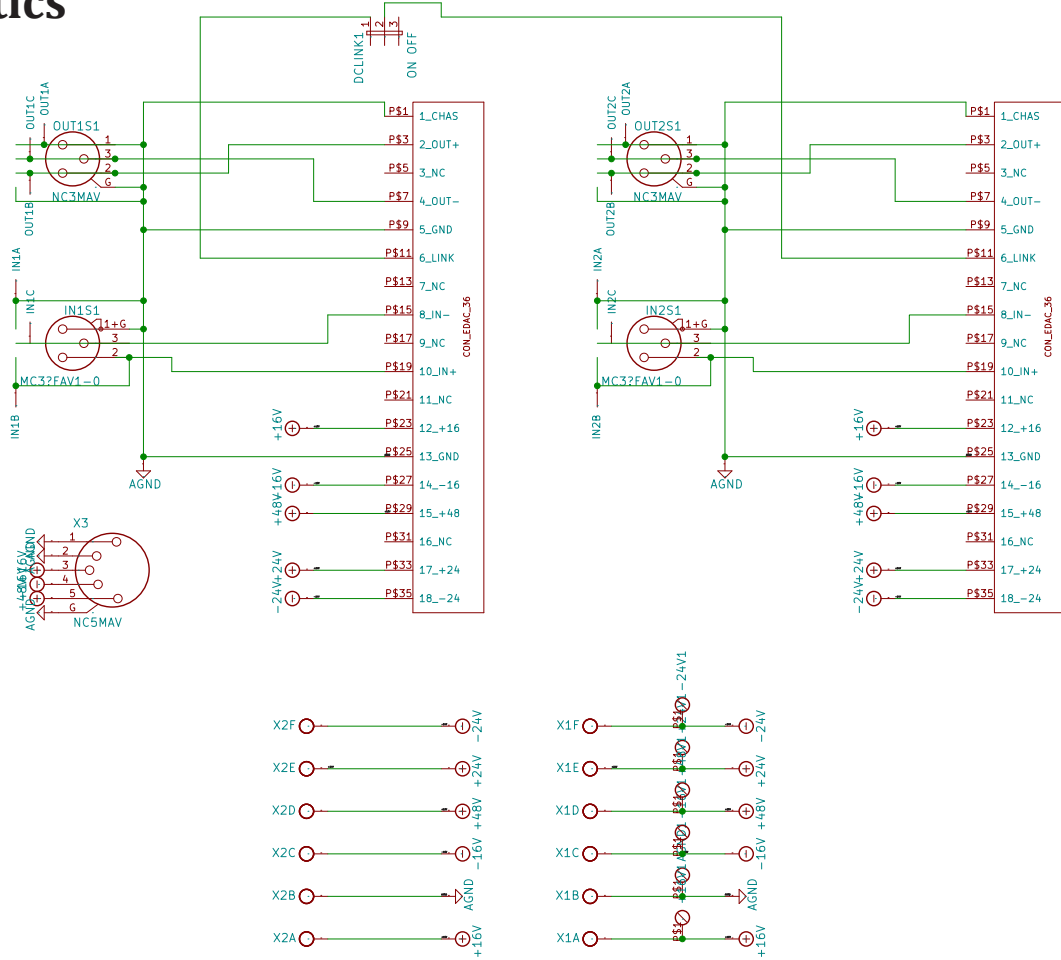 tics
DCLINK1
1
2
3
ON OFF
OUT1C
OUT1A
OUT1S1
1
3
2
G
NC3MAV
OUT1B
IN1A
IN1C
IN1S1
1+G
3
2
MC3?FAV1-0
IN1B
AGND
P$1 1_CHAS
P$3 2_OUT+
P$5 3_NC
P$7 4_OUT-
P$9 5_GND
P$11 6_LINK
P$13 7_NC
P$15 8_IN-
P$17 9_NC
P$19 10_IN+
P$21 11_NC
P$23 12_+16
P$25 13_GND
P$27 14_-16
P$29 15_+48
P$31 16_NC
P$33 17_+24
P$35 18_-24
CON_EDAC_36
+16V
-16V
+48V
+24V
-24V
OUT2C
OUT2A
OUT2S1
1
3
2
G
NC3MAV
OUT2B
IN2A
IN2C
IN2S1
1+G
3
2
MC3?FAV1-0
IN2B
AGND
P$1 1_CHAS
P$3 2_OUT+
P$5 3_NC
P$7 4_OUT-
P$9 5_GND
P$11 6_LINK
P$13 7_NC
P$15 8_IN-
P$17 9_NC
P$19 10_IN+
P$21 11_NC
P$23 12_+16
P$25 13_GND
P$27 14_-16
P$29 15_+48
P$31 16_NC
P$33 17_+24
P$35 18_-24
CON_EDAC_36
+16V
-16V
+48V
+24V
-24V
X3
1
2
3
4
5
G
NC5MAV
AGND
X2F -24V
X2E +24V
X2D +48V
X2C -16V
X2B AGND
X2A +16V
-24V1
X1F P$1 -24V
X1E P$1 +24V
X1D P$1 +48V
X1C P$1 -16V
X1B P$1 AGND
X1A P$1 +16V